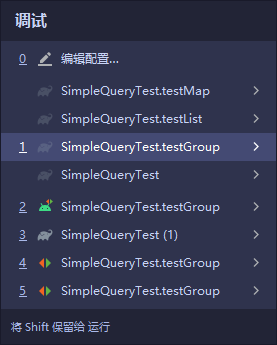 调试
0 编辑配置...
SimpleQueryTest.testMap
SimpleQueryTest.testList
1 SimpleQueryTest.testGroup
SimpleQueryTest
2 SimpleQueryTest.testGroup
3 SimpleQueryTest (1)
4 SimpleQueryTest.testGroup
5 SimpleQueryTest.testGroup
将 Shift 保留给 运行